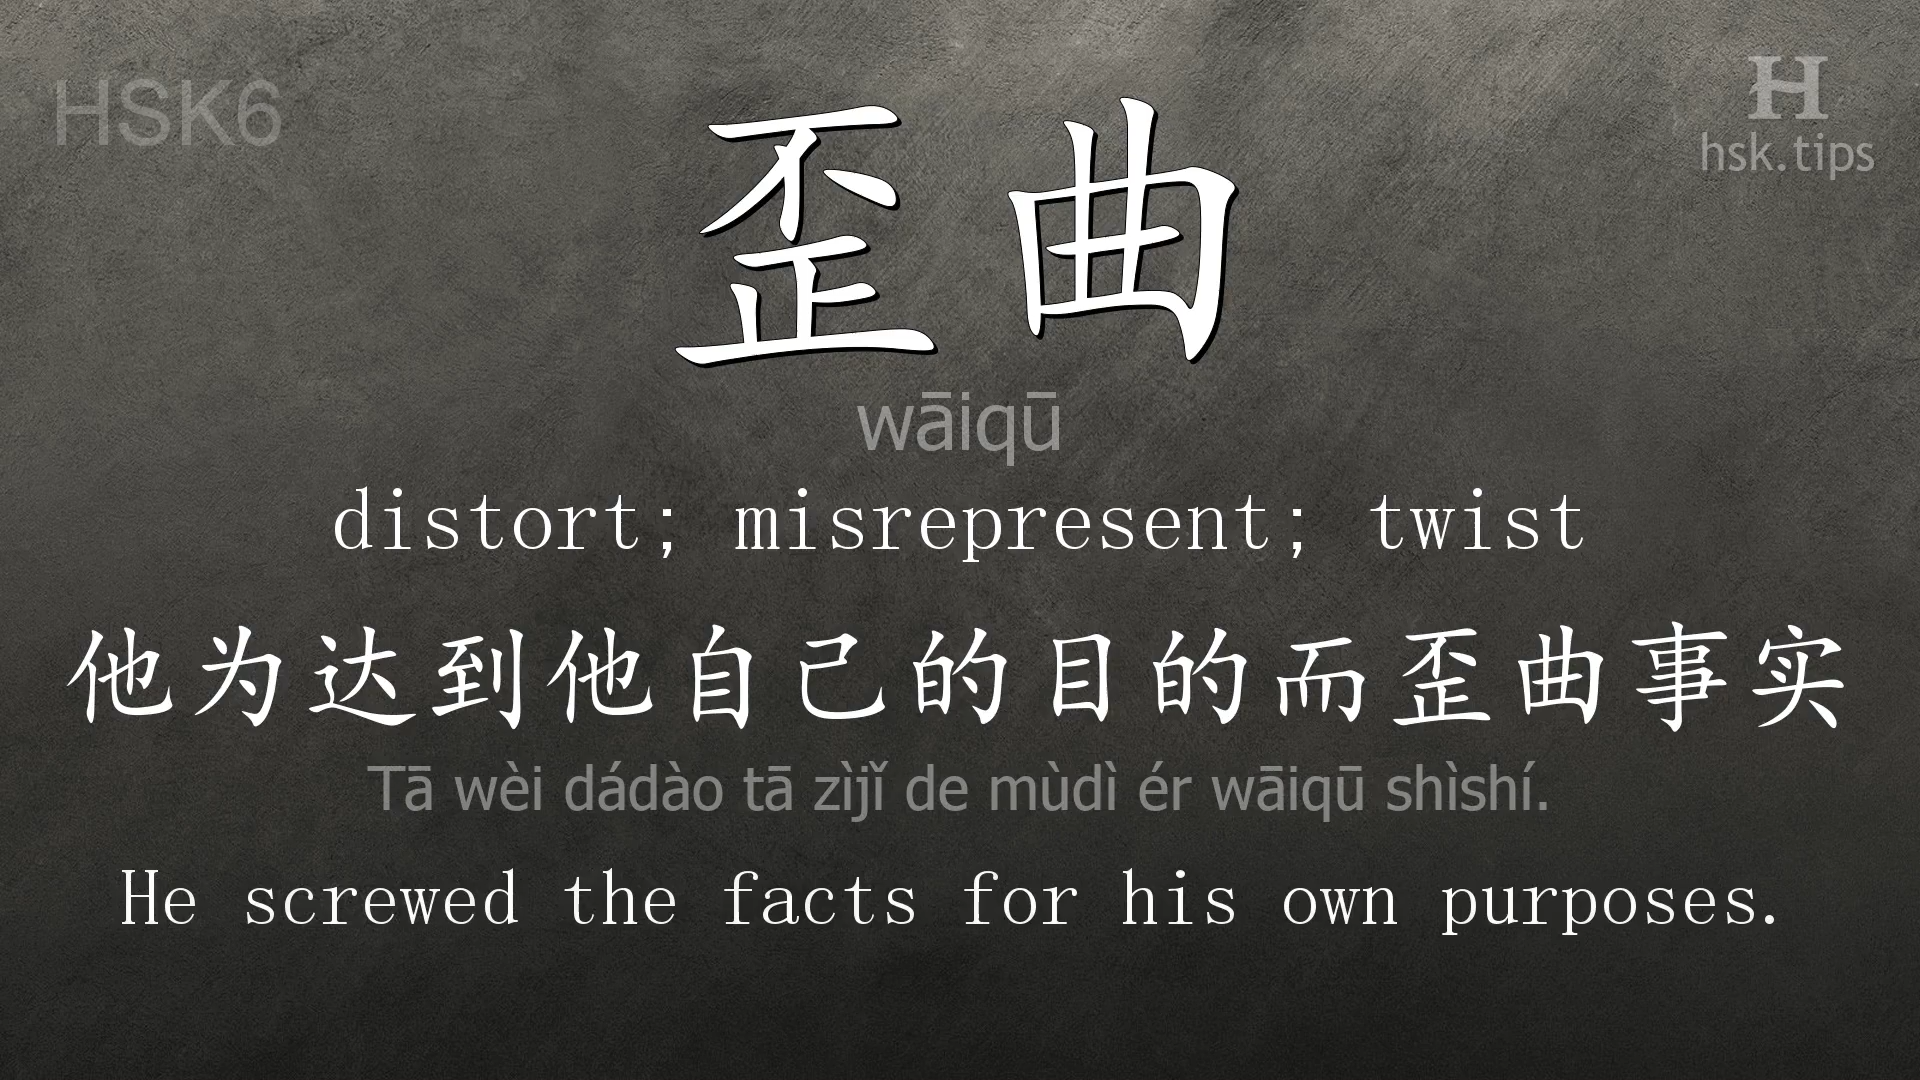 HSK6
H
hsk.tips
歪曲
wāiqū
distort; misrepresent; twist
他为达到他自己的目的而歪曲事实
Tā wèi dádào tā zìjǐ de mùdì ér wāiqū shìshí.
He screwed the facts for his own purposes.